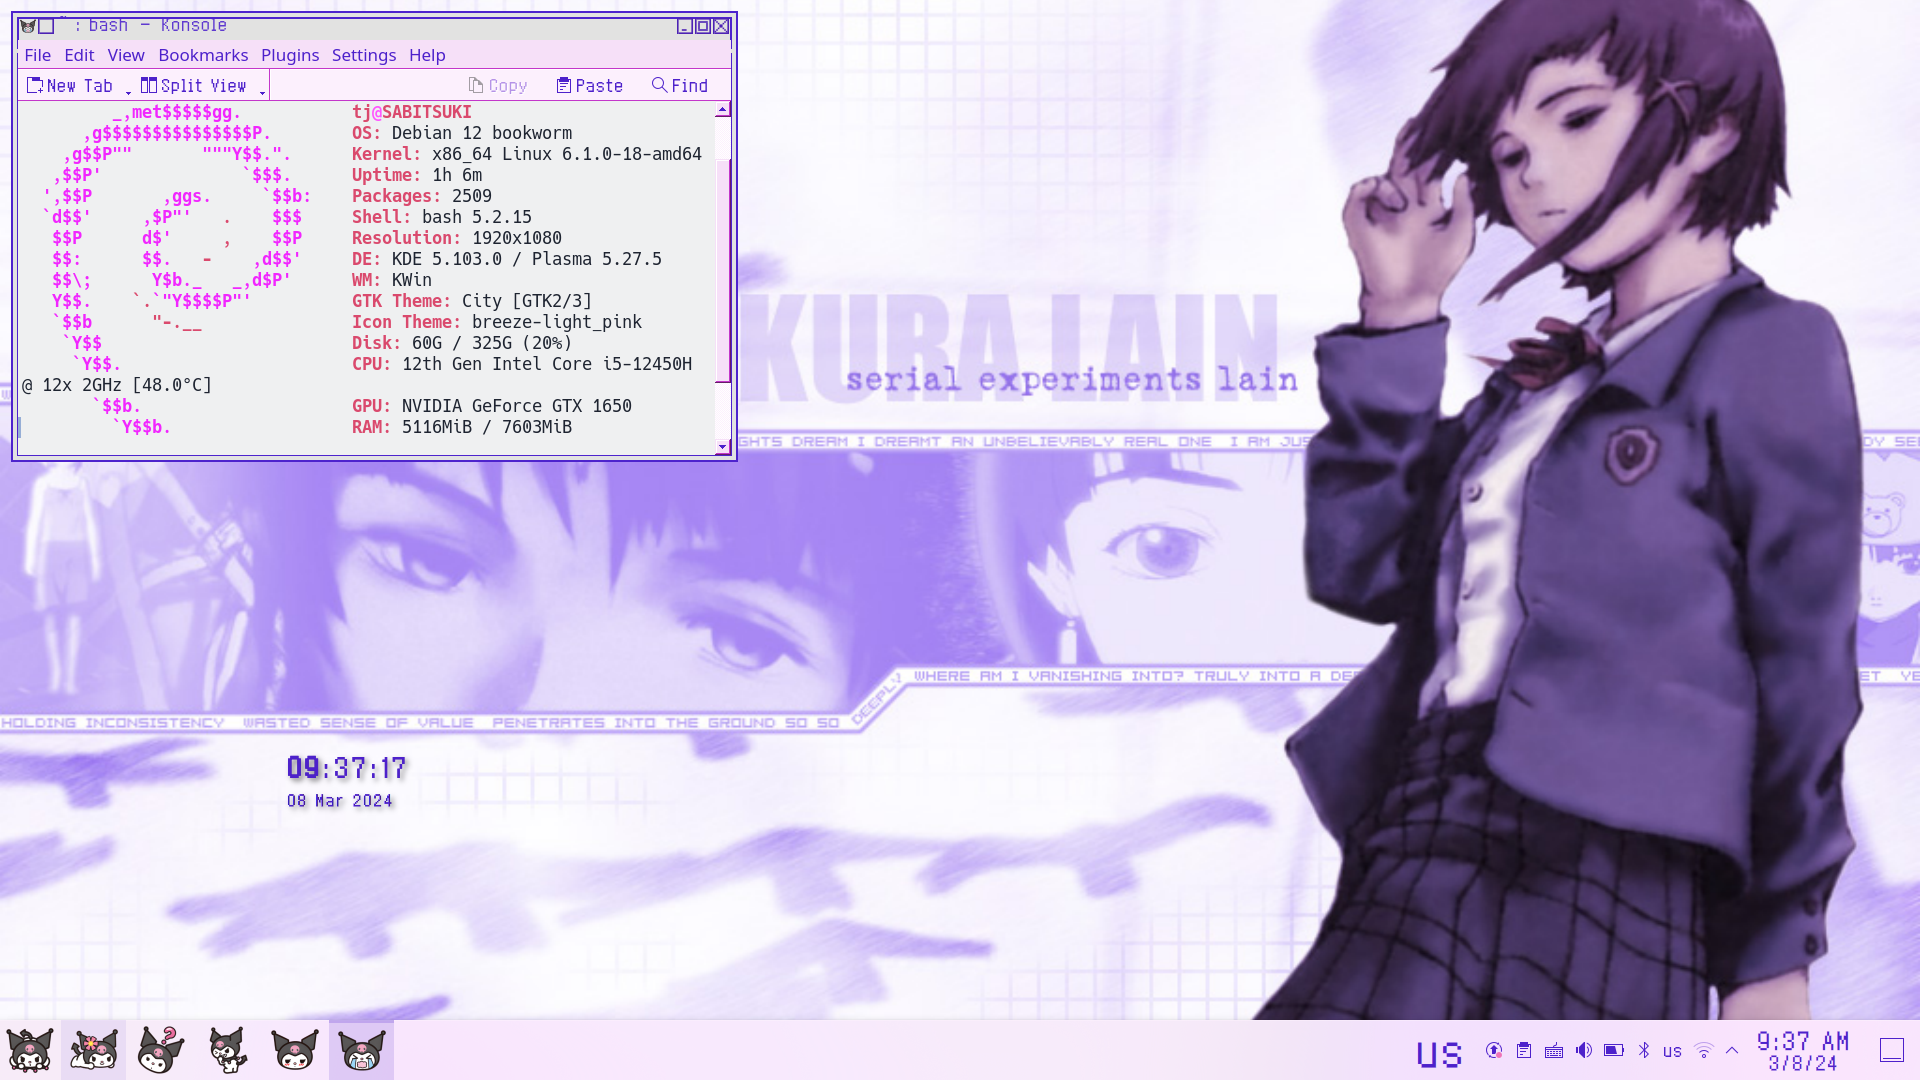 : bash — Konsole
File Edit View Bookmarks Plugins Settings Help
New Tab Split View Copy Paste Find
_,met$$$$$gg. tj@SABITSUKI
,g$$$$$$$$$$$$$$$P. OS: Debian 12 bookworm
,g$$P"" """Y$$.". Kernel: x86_64 Linux 6.1.0-18-amd64
,$$P' `$$$. Uptime: 1h 6m
',$$P ,ggs. `$$b: Packages: 2509
`d$$' ,$P"' . $$$ Shell: bash 5.2.15
$$P d$' , $$P Resolution: 1920x1080
$$: $$. - ,d$$' DE: KDE 5.103.0 / Plasma 5.27.5
$$\; Y$b._ _,d$P' WM: KWin
Y$$. `.`"Y$$$$P"' GTK Theme: City [GTK2/3]
`$$b "-.__ Icon Theme: breeze-light_pink
`Y$$ Disk: 60G / 325G (20%)
`Y$$. CPU: 12th Gen Intel Core i5-12450H
@ 12x 2GHz [48.0°C]
`$$b. GPU: NVIDIA GeForce GTX 1650
`Y$$b. RAM: 5116MiB / 7603MiB
KURA LAIN
serial experiments lain
GHTS DREAM I DREAMT AN UNBELIEVABLY REAL ONE I AM JUS
WHERE AM I VANISHING INTO? TRULY INTO A DEE
HOLDING INCONSISTENCY WASTED SENSE OF VALUE PENETRATES INTO THE GROUND SO SO DEEPLY
09:37:17
08 Mar 2024
US us 9:37 AM
3/8/24